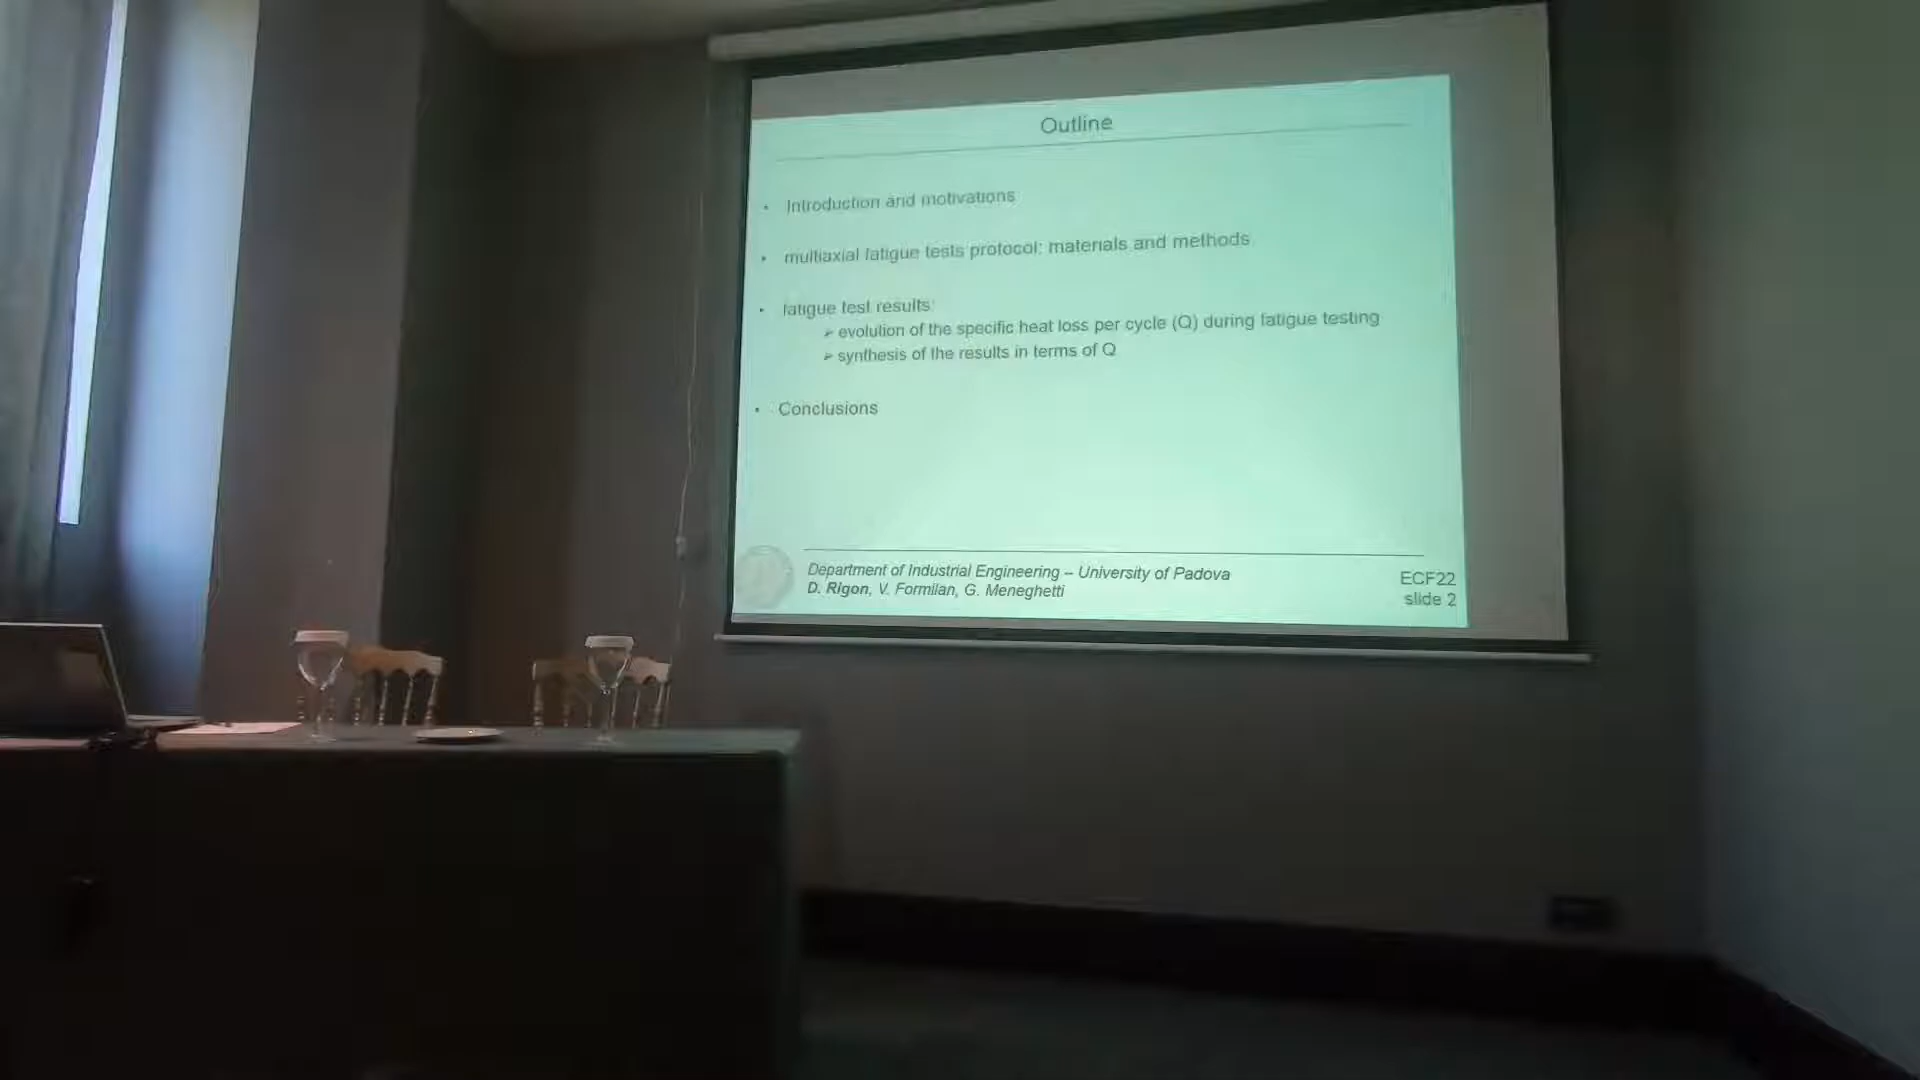 Outline
• Introduction and motivations
• multiaxial fatigue tests protocol: materials and methods
• fatigue test results:
➢ evolution of the specific heat loss per cycle (Q) during fatigue testing
➢ synthesis of the results in terms of Q
• Conclusions
Department of Industrial Engineering – University of Padova
D. Rigon, V. Formilan, G. Meneghetti
ECF22
slide 2